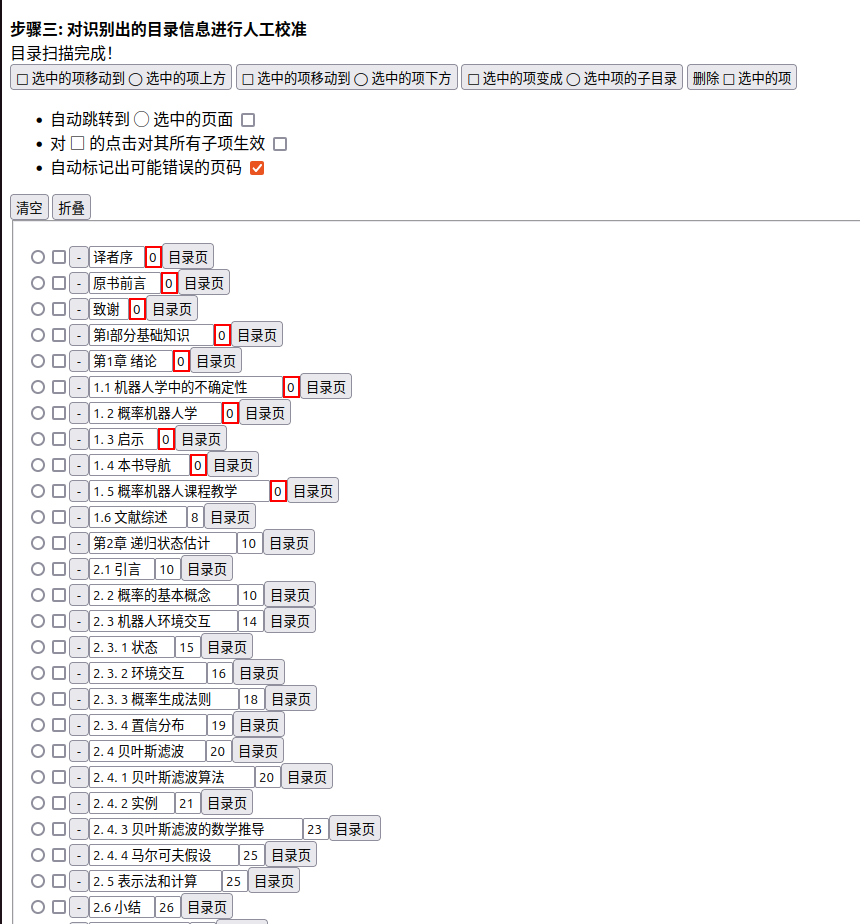 步骤三: 对识别出的目录信息进行人工校准
目录扫描完成！
□ 选中的项移动到 ◯ 选中的项上方 □ 选中的项移动到 ◯ 选中的项下方 □ 选中的项变成 ◯ 选中项的子目录 删除 □ 选中的项
• 自动跳转到 ◯ 选中的页面
• 对 □ 的点击对其所有子项生效
• 自动标记出可能错误的页码
清空 折叠
- 译者序 0 目录页
- 原书前言 0 目录页
- 致谢 0 目录页
- 第I部分基础知识 0 目录页
- 第1章 绪论 0 目录页
- 1.1 机器人学中的不确定性 0 目录页
- 1. 2 概率机器人学 0 目录页
- 1. 3 启示 0 目录页
- 1. 4 本书导航 0 目录页
- 1. 5 概率机器人课程教学 0 目录页
- 1.6 文献综述 8 目录页
- 第2章 递归状态估计 10 目录页
- 2.1 引言 10 目录页
- 2. 2 概率的基本概念 10 目录页
- 2. 3 机器人环境交互 14 目录页
- 2. 3. 1 状态 15 目录页
- 2. 3. 2 环境交互 16 目录页
- 2. 3. 3 概率生成法则 18 目录页
- 2. 3. 4 置信分布 19 目录页
- 2. 4 贝叶斯滤波 20 目录页
- 2. 4. 1 贝叶斯滤波算法 20 目录页
- 2. 4. 2 实例 21 目录页
- 2. 4. 3 贝叶斯滤波的数学推导 23 目录页
- 2. 4. 4 马尔可夫假设 25 目录页
- 2. 5 表示法和计算 25 目录页
- 2.6 小结 26 目录页